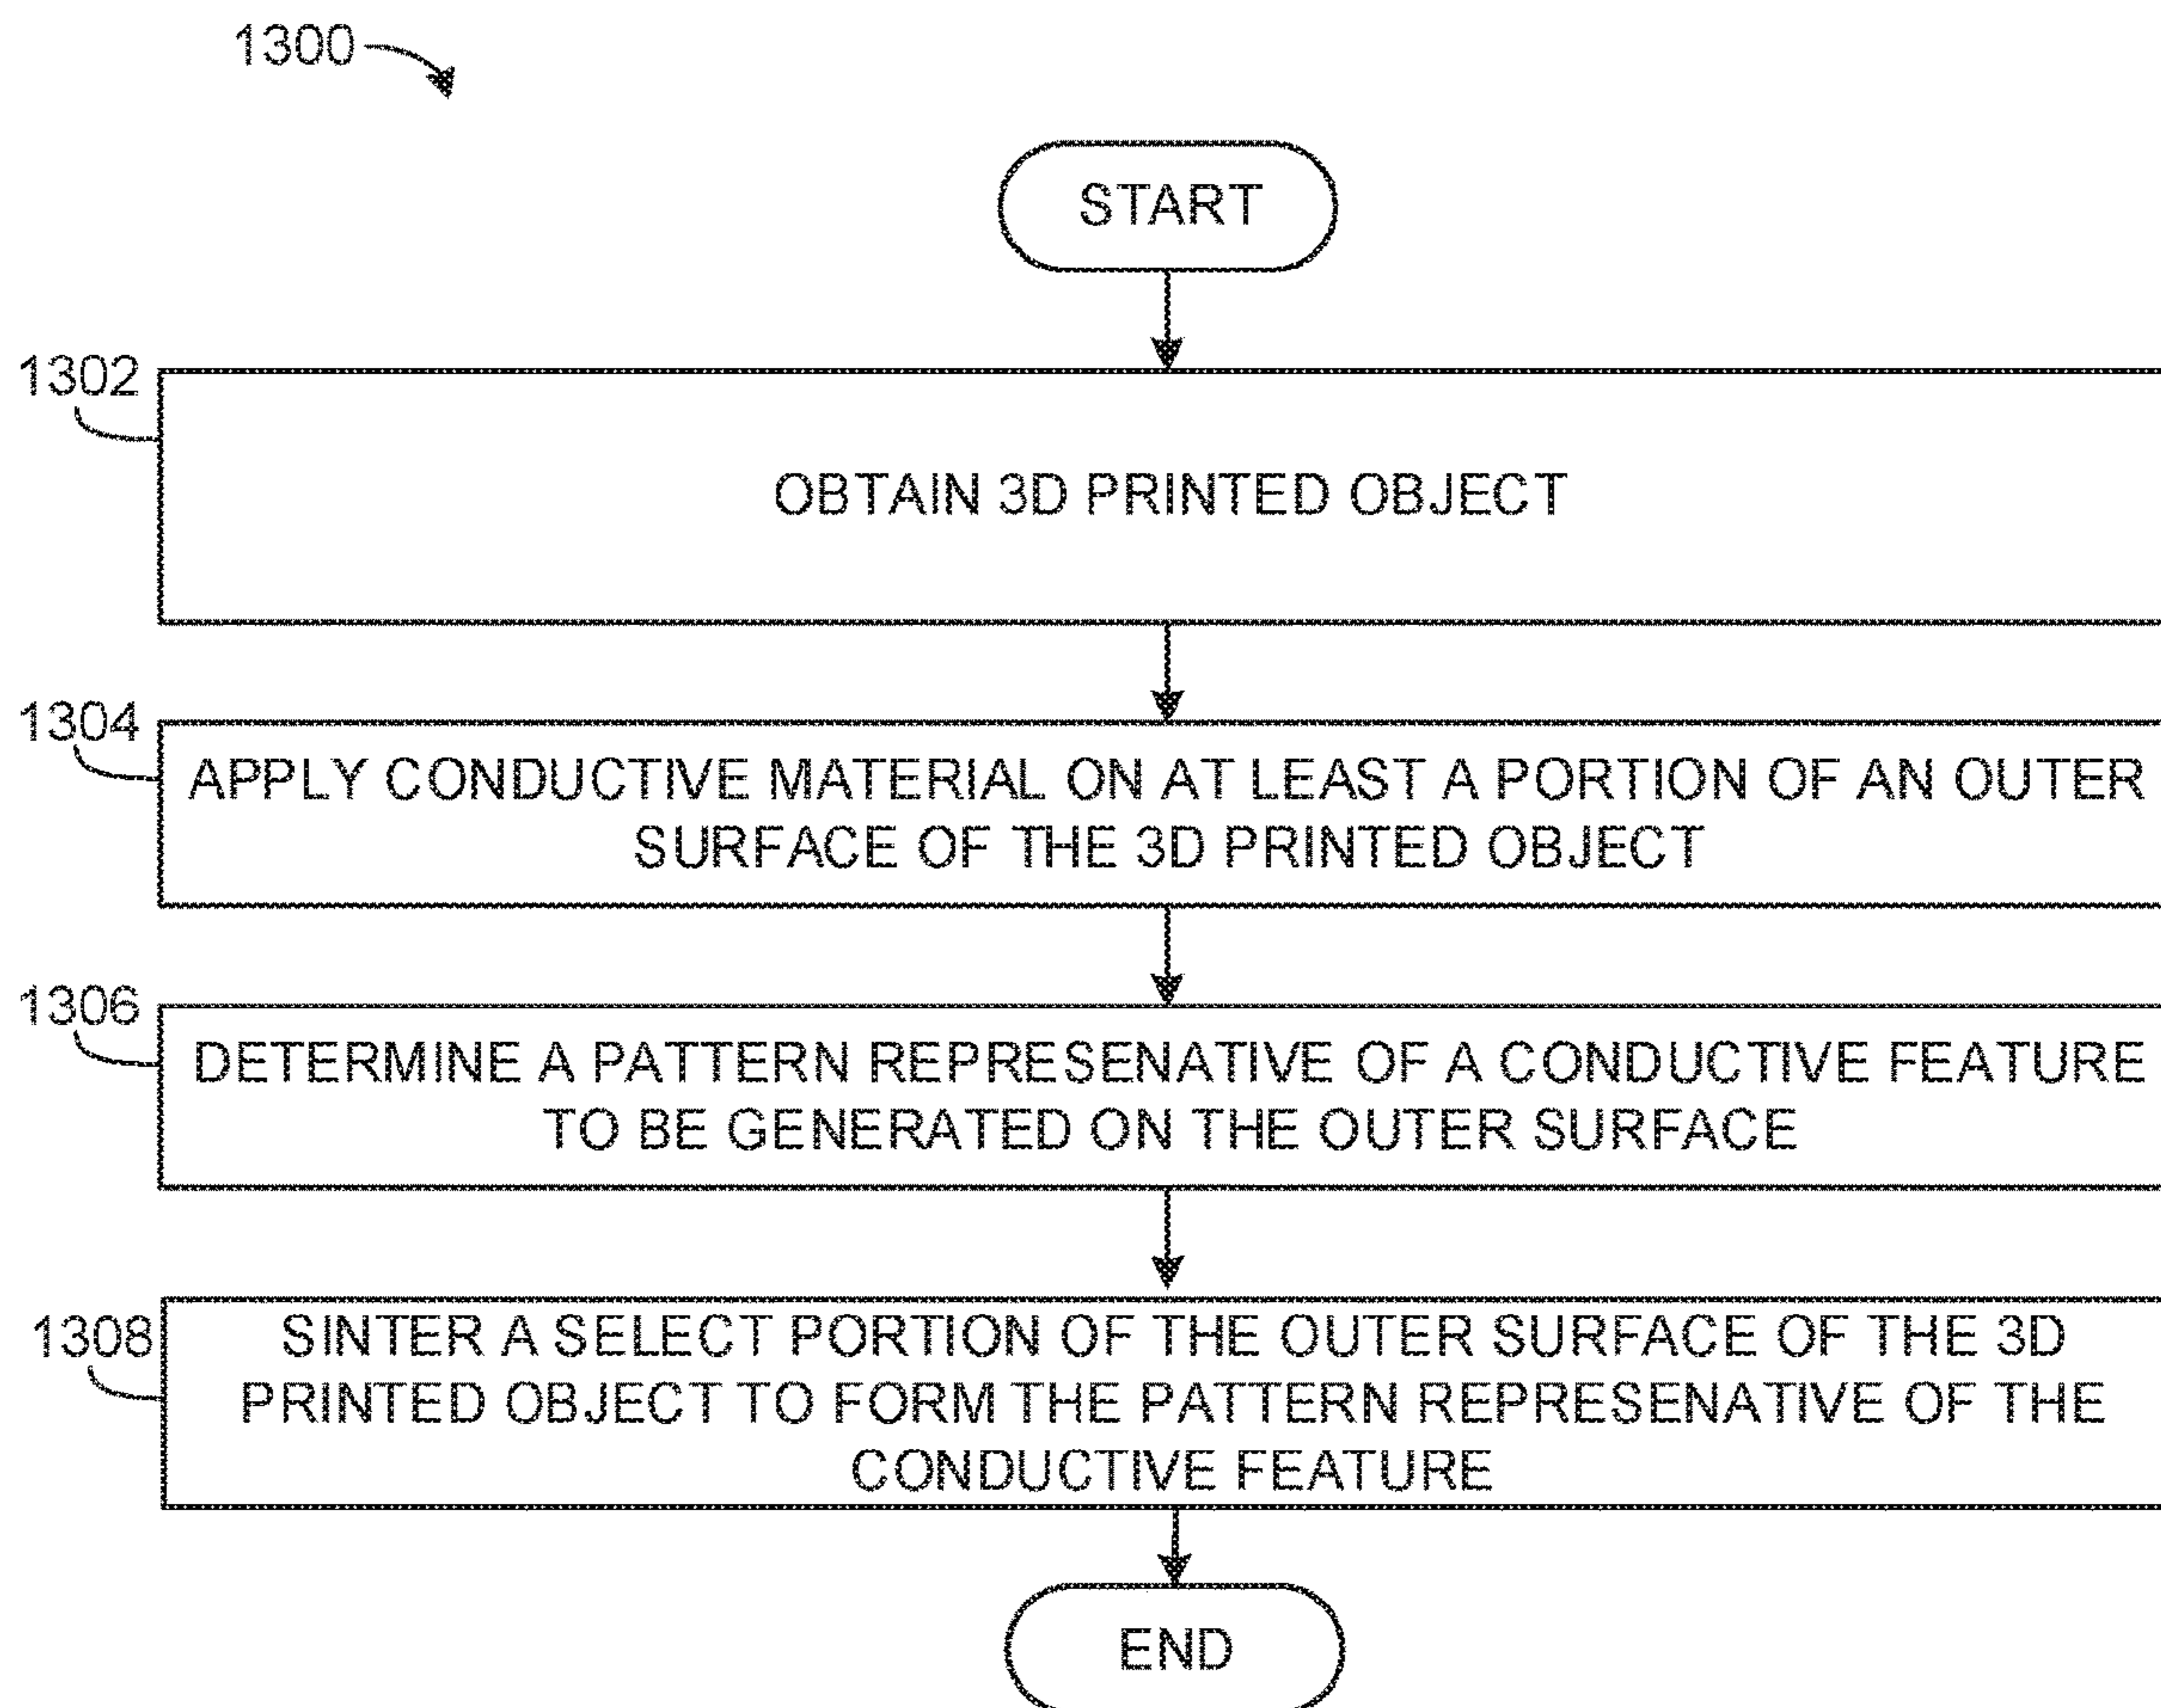 1300
START
1302
OBTAIN 3D PRINTED OBJECT
1304
APPLY CONDUCTIVE MATERIAL ON AT LEAST A PORTION OF AN OUTER
SURFACE OF THE 3D PRINTED OBJECT
1306
DETERMINE A PATTERN REPRESENATIVE OF A CONDUCTIVE FEATURE
TO BE GENERATED ON THE OUTER SURFACE
1308
SINTER A SELECT PORTION OF THE OUTER SURFACE OF THE 3D
PRINTED OBJECT TO FORM THE PATTERN REPRESENATIVE OF THE
CONDUCTIVE FEATURE
END